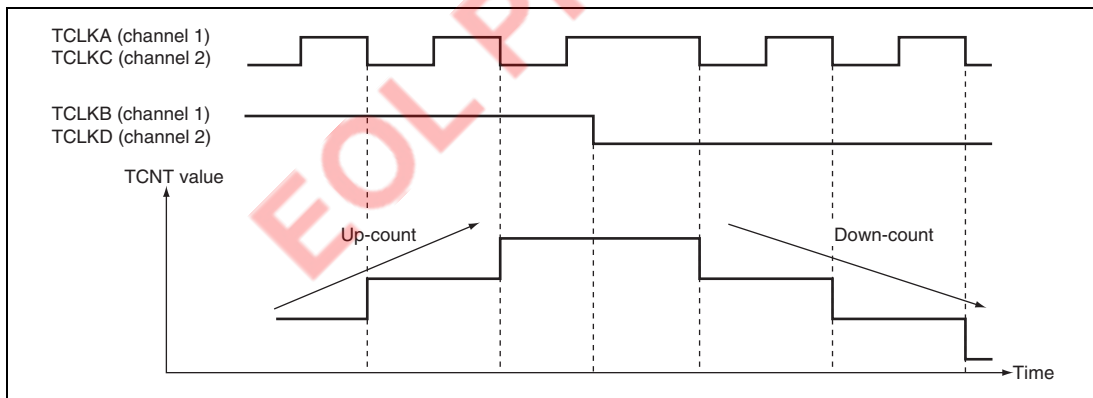 TCLKA (channel 1)
TCLKC (channel 2)
TCLKB (channel 1)
TCLKD (channel 2)
TCNT value
Up-count
Down-count
Time
EOL P